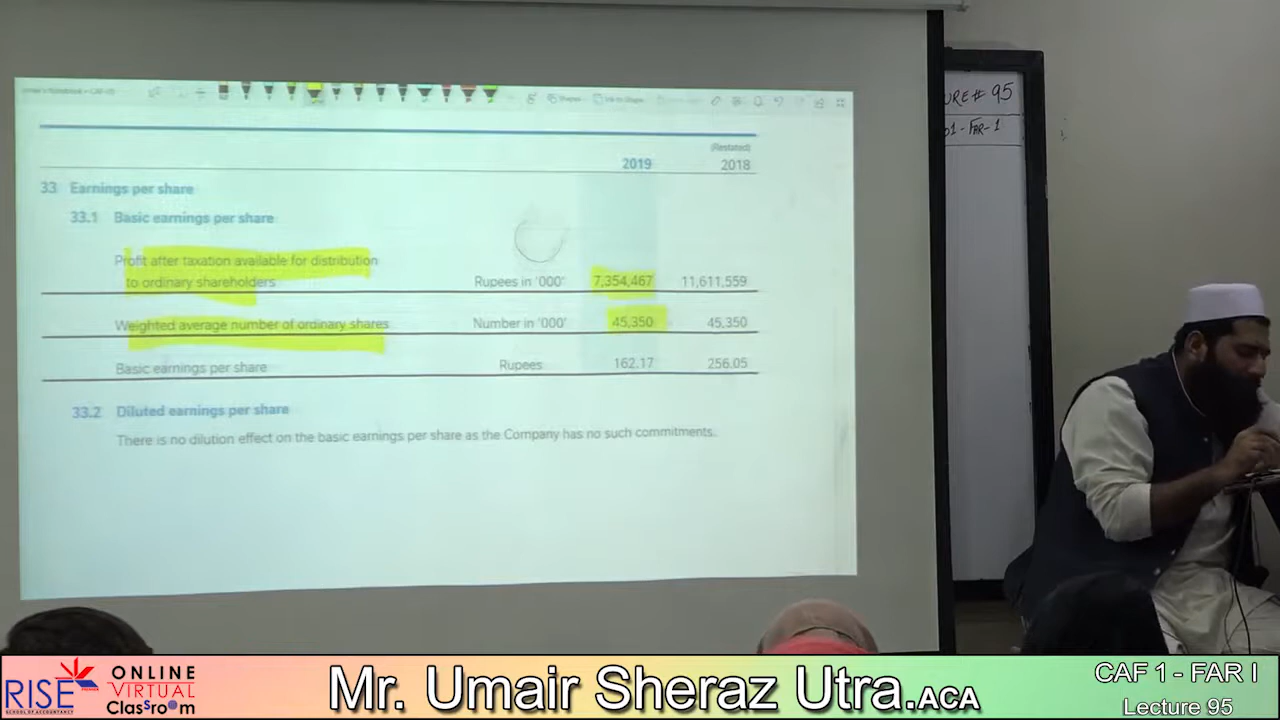 (Restated)
2019 2018
33 Earnings per share
33.1 Basic earnings per share
Profit after taxation available for distribution
to ordinary shareholders Rupees in '000' 7,354,467 11,611,559
Weighted average number of ordinary shares Number in '000' 45,350 45,350
Basic earnings per share Rupees 162.17 256.05
33.2 Diluted earnings per share
There is no dilution effect on the basic earnings per share as the Company has no such commitments.
URE # 95
01 - FAR - 1
RISE PREMIER
SCHOOL OF ACCOUNTANCY
ONLINE
VIRTUAL
Classroom
Mr. Umair Sheraz Utra.ACA
CAF 1 - FAR I
Lecture 95